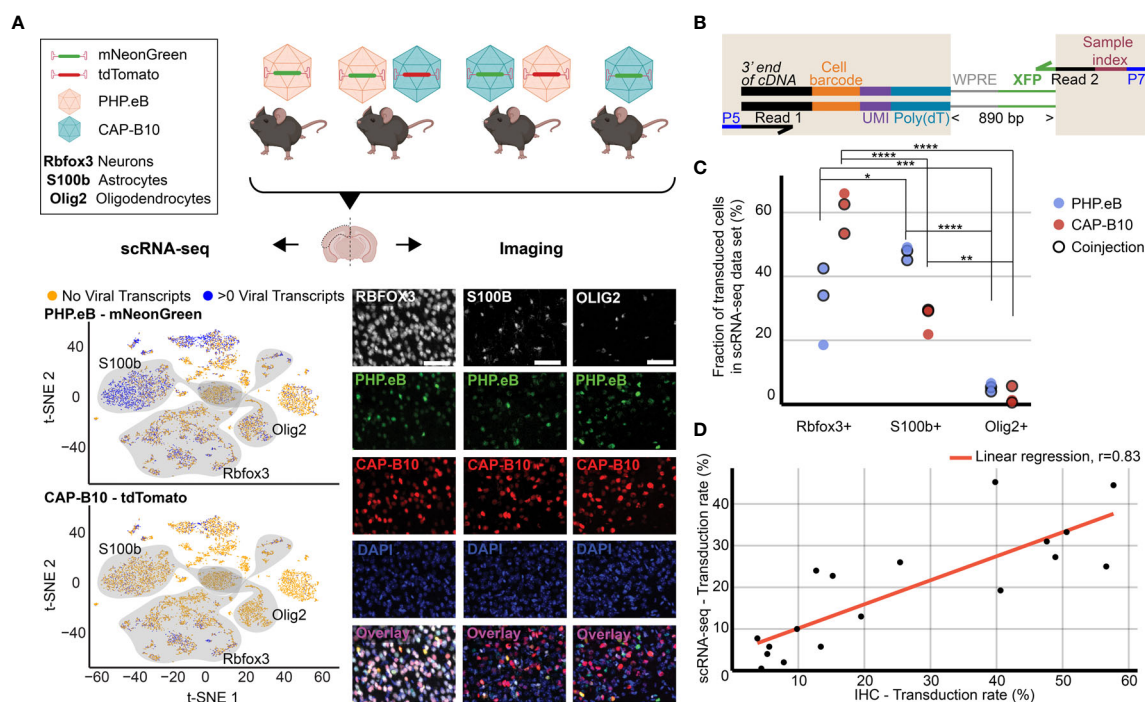 A
mNeonGreen
tdTomato
PHP.eB
CAP-B10
Rbfox3 Neurons
S100b Astrocytes
Olig2 Oligodendrocytes
scRNA-seq
Imaging
No Viral Transcripts
>0 Viral Transcripts
PHP.eB - mNeonGreen
S100b
Olig2
Rbfox3
t-SNE 2
40
0
−40
CAP-B10 - tdTomato
S100b
Olig2
Rbfox3
t-SNE 2
40
0
−40
−60 −40 −20 0 20 40 60
t-SNE 1
RBFOX3 S100B OLIG2
PHP.eB PHP.eB PHP.eB
CAP-B10 CAP-B10 CAP-B10
DAPI DAPI DAPI
Overlay Overlay Overlay
B
3' end
of cDNA
Cell
barcode
Sample
index
WPRE XFP Read 2 P7
P5 Read 1 UMI Poly(dT) < 890 bp >
C
****
****
***
*
****
**
PHP.eB
CAP-B10
Coinjection
Fraction of transduced cells
in scRNA-seq data set (%)
60
40
20
0
Rbfox3+ S100b+ Olig2+
D
Linear regression, r=0.83
scRNA-seq - Transduction rate (%)
40
30
20
10
0
10 20 30 40 50 60
IHC - Transduction rate (%)